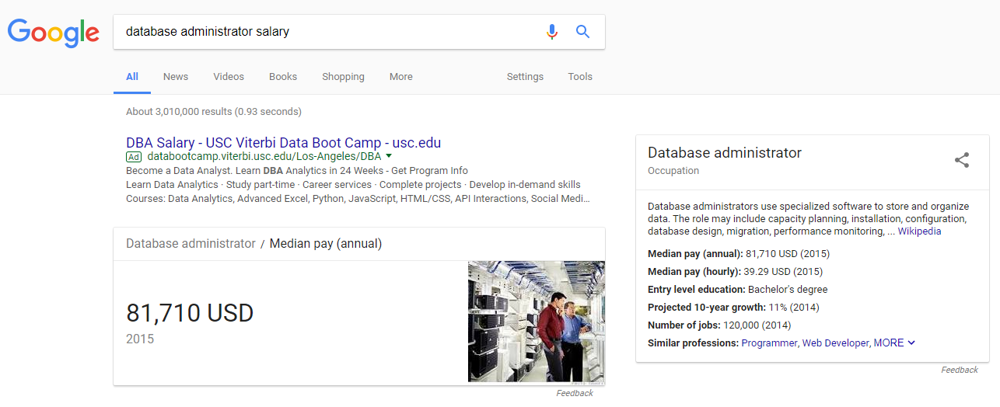 Google
database administrator salary
All News Videos Books Shopping More Settings Tools
About 3,010,000 results (0.93 seconds)
DBA Salary - USC Viterbi Data Boot Camp - usc.edu
Ad databootcamp.viterbi.usc.edu/Los-Angeles/DBA
Become a Data Analyst. Learn DBA Analytics in 24 Weeks - Get Program Info
Learn Data Analytics · Study part-time · Career services · Complete projects · Develop in-demand skills
Courses: Data Analytics, Advanced Excel, Python, JavaScript, HTML/CSS, API Interactions, Social Medi...
Database administrator / Median pay (annual)
81,710 USD
2015
Feedback
Database administrator
Occupation
Database administrators use specialized software to store and organize
data. The role may include capacity planning, installation, configuration,
database design, migration, performance monitoring, ... Wikipedia
Median pay (annual): 81,710 USD (2015)
Median pay (hourly): 39.29 USD (2015)
Entry level education: Bachelor's degree
Projected 10-year growth: 11% (2014)
Number of jobs: 120,000 (2014)
Similar professions: Programmer, Web Developer, MORE
Feedback